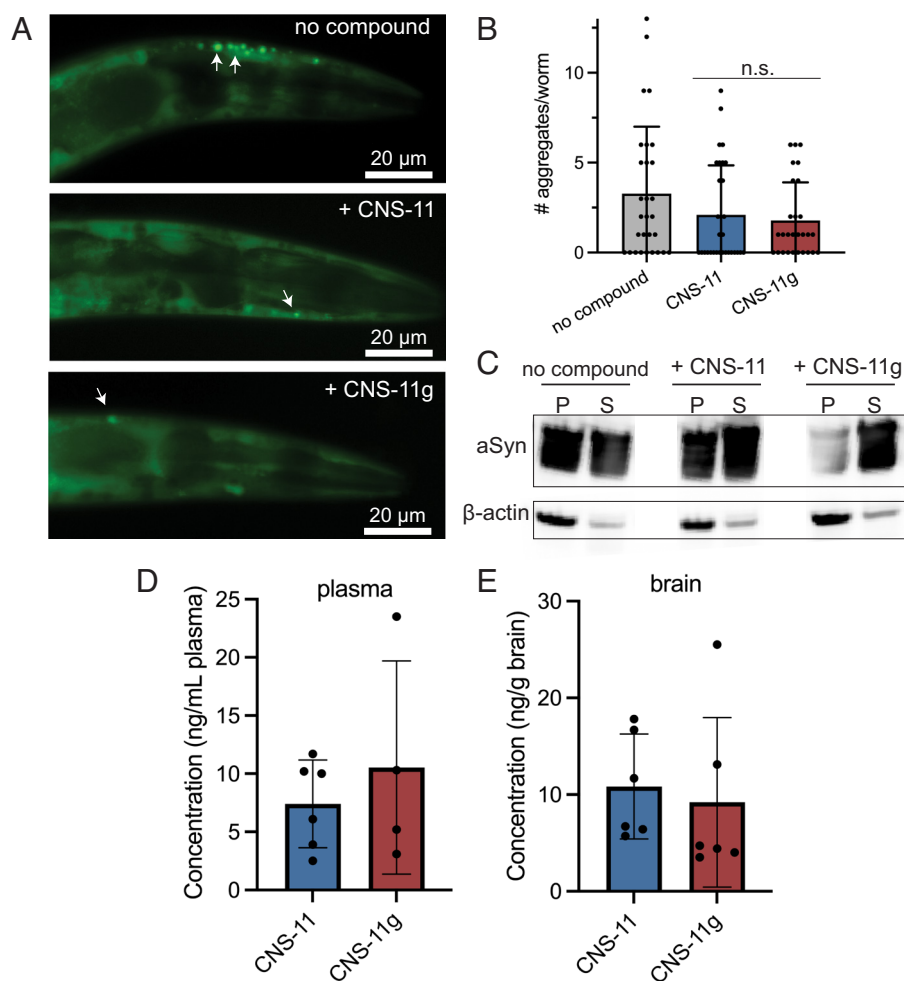 A
no compound
20 μm
+ CNS-11
20 μm
+ CNS-11g
20 μm
B
# aggregates/worm
10
5
0
n.s.
no compound
CNS-11
CNS-11g
C
no compound + CNS-11 + CNS-11g
P S P S P S
aSyn
β-actin
D
plasma
Concentration (ng/mL plasma)
25
20
15
10
5
0
CNS-11
CNS-11g
E
brain
Concentration (ng/g brain)
30
20
10
0
CNS-11
CNS-11g